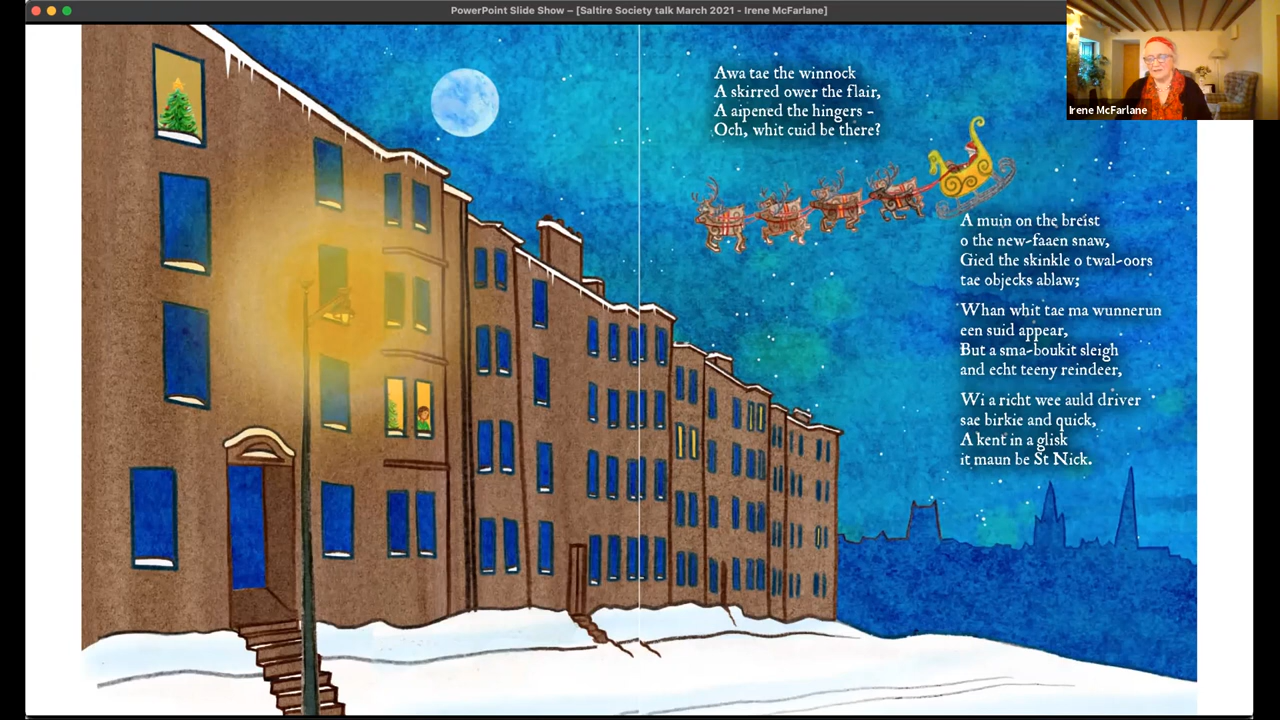 PowerPoint Slide Show – [Saltire Society talk March 2021 - Irene McFarlane]
Irene McFarlane
Awa tae the winnock
A skirred ower the flair,
A aipened the hingers –
Och, whit cuid be there?
A muin on the breist
o the new-faaen snaw,
Gied the skinkle o twal-oors
tae objecks ablaw;
Whan whit tae ma wunnerun
een suid appear,
But a sma-boukit sleigh
and echt teeny reindeer,
Wi a richt wee auld driver
sae birkie and quick,
A kent in a glisk
it maun be St Nick.